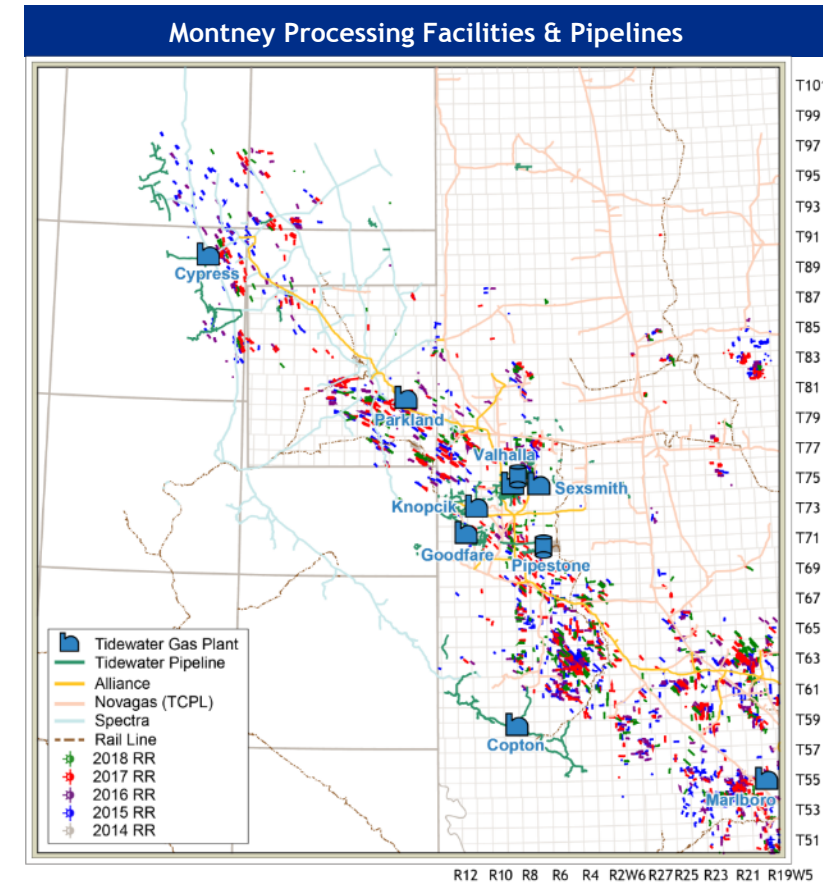 Montney Processing Facilities & Pipelines
T101
T99
T97
T95
T93
T91
Cypress
T89
T87
T85
T83
T81
Parkland
T79
T77
Valhalla
T75
Sexsmith
Knopcik
T73
T71
Goodfare
Pipestone
T69
T67
T65
Tidewater Gas Plant
T63
Tidewater Pipeline
Alliance
T61
Novagas (TCPL)
Spectra
T59
Rail Line
Copton
2018 RR
T57
2017 RR
T55
2016 RR
Marlboro
2015 RR
T53
2014 RR
T51
R12 R10 R8 R6 R4 R2W6 R27 R25 R23 R21 R19W5